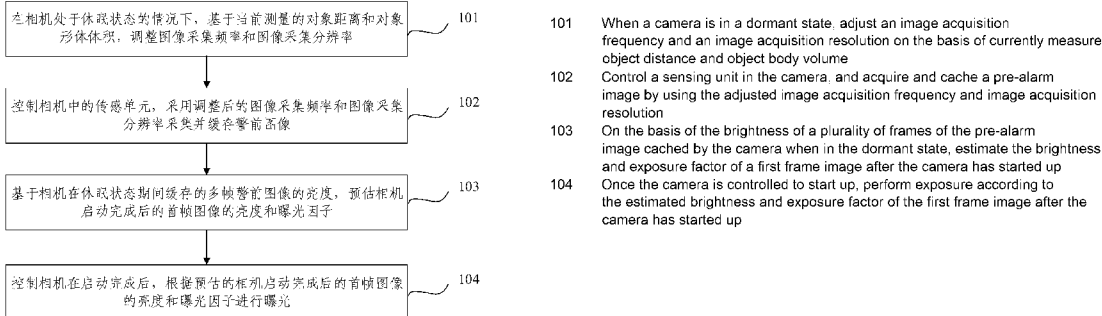 在相机处于休眠状态的情况下，基于当前测量的对象距离和对象
形体体积，调整图像采集频率和图像采集分辨率
101
控制相机中的传感单元，采用调整后的图像采集频率和图像采集
分辨率采集并缓存警前图像
102
基于相机在休眠状态期间缓存的多帧警前图像的亮度，预估相机
启动完成后的首帧图像的亮度和曝光因子
103
控制相机在启动完成后，根据预估的相机启动完成后的首帧图像
的亮度和曝光因子进行曝光
104
101 When a camera is in a dormant state, adjust an image acquisition
frequency and an image acquisition resolution on the basis of currently measure
object distance and object body volume
102 Control a sensing unit in the camera, and acquire and cache a pre-alarm
image by using the adjusted image acquisition frequency and image acquisition
resolution
103 On the basis of the brightness of a plurality of frames of the pre-alarm
image cached by the camera when in the dormant state, estimate the brightness
and exposure factor of a first frame image after the camera has started up
104 Once the camera is controlled to start up, perform exposure according to
the estimated brightness and exposure factor of the first frame image after the
camera has started up